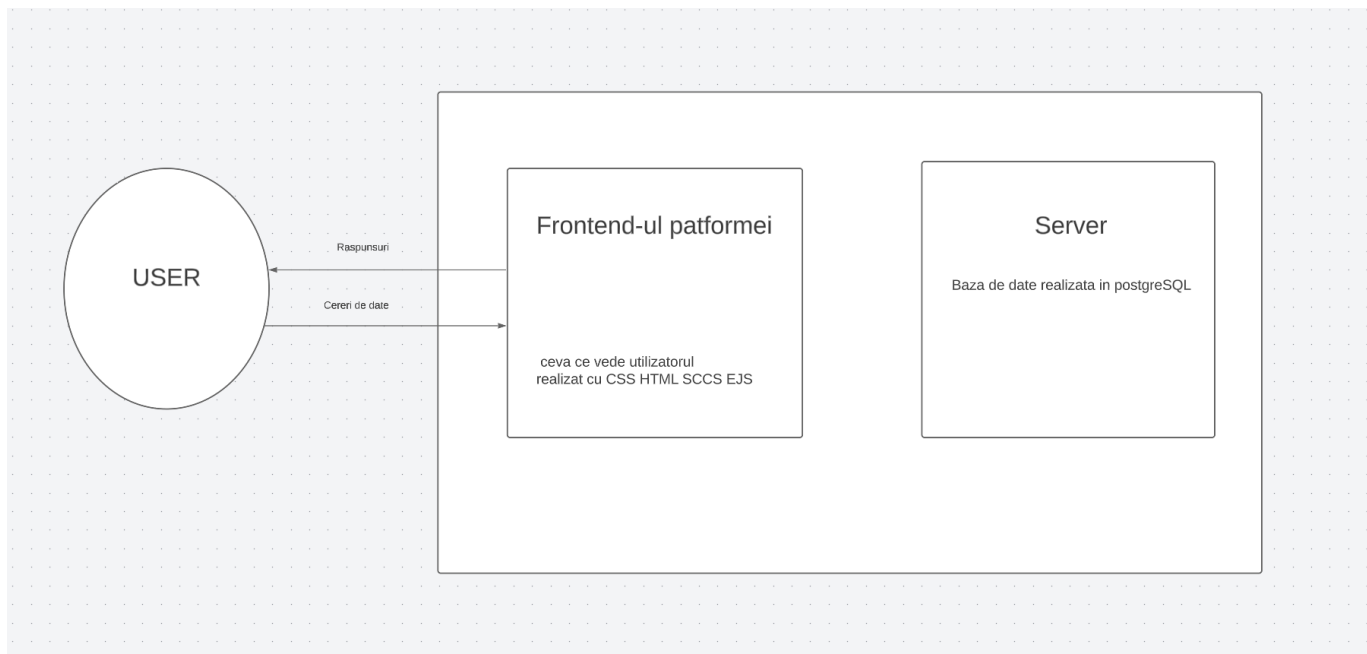 USER
Raspunsuri
Cereri de date
Frontend-ul patformei
ceva ce vede utilizatorul
realizat cu CSS HTML SCCS EJS
Server
Baza de date realizata in postgreSQL